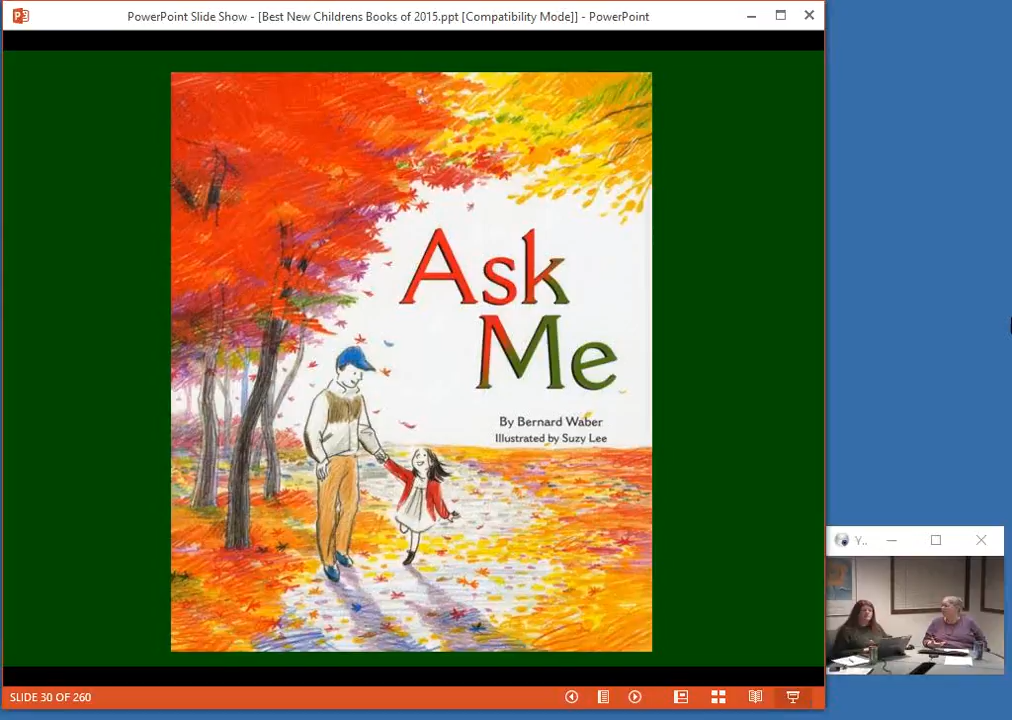 PowerPoint Slide Show - [Best New Childrens Books of 2015.ppt [Compatibility Mode]] - PowerPoint
Ask
Me
By Bernard Waber
Illustrated by Suzy Lee
Y..
SLIDE 30 OF 260